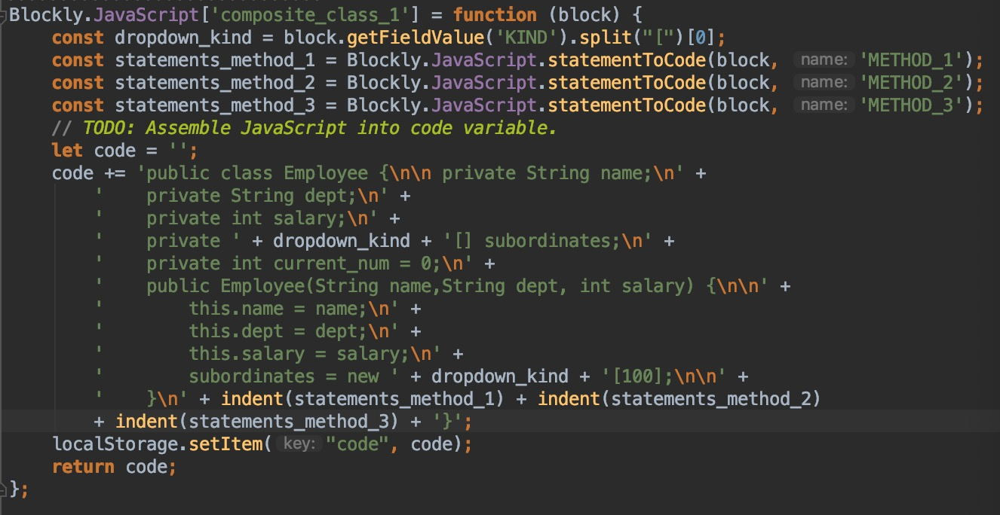 Blockly.JavaScript['composite_class_1'] = function (block) {
    const dropdown_kind = block.getFieldValue('KIND').split("[")[0];
    const statements_method_1 = Blockly.JavaScript.statementToCode(block, name: 'METHOD_1');
    const statements_method_2 = Blockly.JavaScript.statementToCode(block, name: 'METHOD_2');
    const statements_method_3 = Blockly.JavaScript.statementToCode(block, name: 'METHOD_3');
    // TODO: Assemble JavaScript into code variable.
    let code = '';
    code += 'public class Employee {\n\n private String name;\n' +
        '    private String dept;\n' +
        '    private int salary;\n' +
        '    private ' + dropdown_kind + '[] subordinates;\n' +
        '    private int current_num = 0;\n' +
        '    public Employee(String name,String dept, int salary) {\n\n' +
        '        this.name = name;\n' +
        '        this.dept = dept;\n' +
        '        this.salary = salary;\n' +
        '        subordinates = new ' + dropdown_kind + '[100];\n\n' +
        '    }\n' + indent(statements_method_1) + indent(statements_method_2)
        + indent(statements_method_3) + '}';
    localStorage.setItem( key: "code", code);
    return code;
};